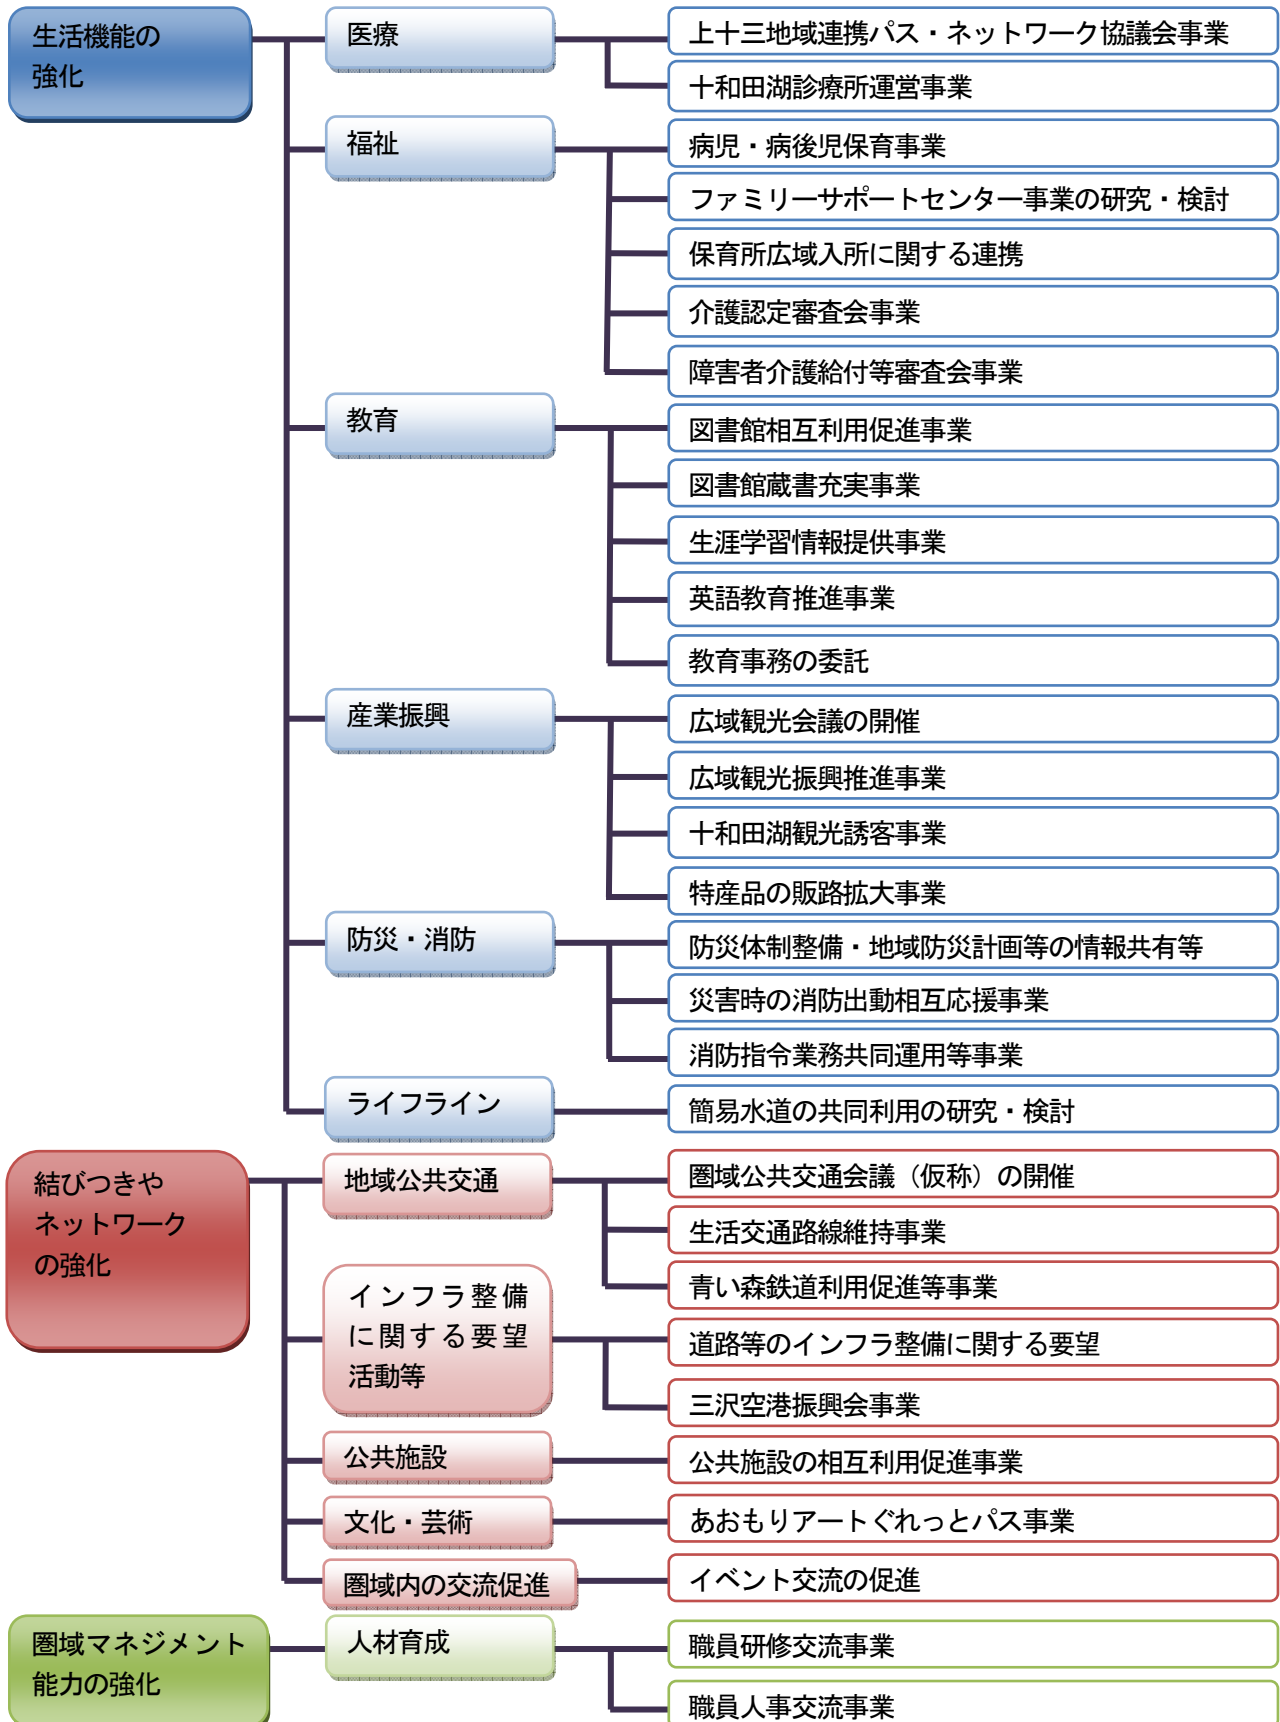 生活機能の
強化
医療
上十三地域連携パス・ネットワーク協議会事業
十和田湖診療所運営事業
福祉
病児・病後児保育事業
ファミリーサポートセンター事業の研究・検討
保育所広域入所に関する連携
介護認定審査会事業
障害者介護給付等審査会事業
教育
図書館相互利用促進事業
図書館蔵書充実事業
生涯学習情報提供事業
英語教育推進事業
教育事務の委託
産業振興
広域観光会議の開催
広域観光振興推進事業
十和田湖観光誘客事業
特産品の販路拡大事業
防災・消防
防災体制整備・地域防災計画等の情報共有等
災害時の消防出動相互応援事業
消防指令業務共同運用等事業
ライフライン
簡易水道の共同利用の研究・検討
結びつきや
ネットワーク
の強化
地域公共交通
圏域公共交通会議（仮称）の開催
生活交通路線維持事業
青い森鉄道利用促進等事業
インフラ整備
に関する要望
活動等
道路等のインフラ整備に関する要望
三沢空港振興会事業
公共施設
公共施設の相互利用促進事業
文化・芸術
あおもりアートぐれっとパス事業
圏域内の交流促進
イベント交流の促進
圏域マネジメント
能力の強化
人材育成
職員研修交流事業
職員人事交流事業